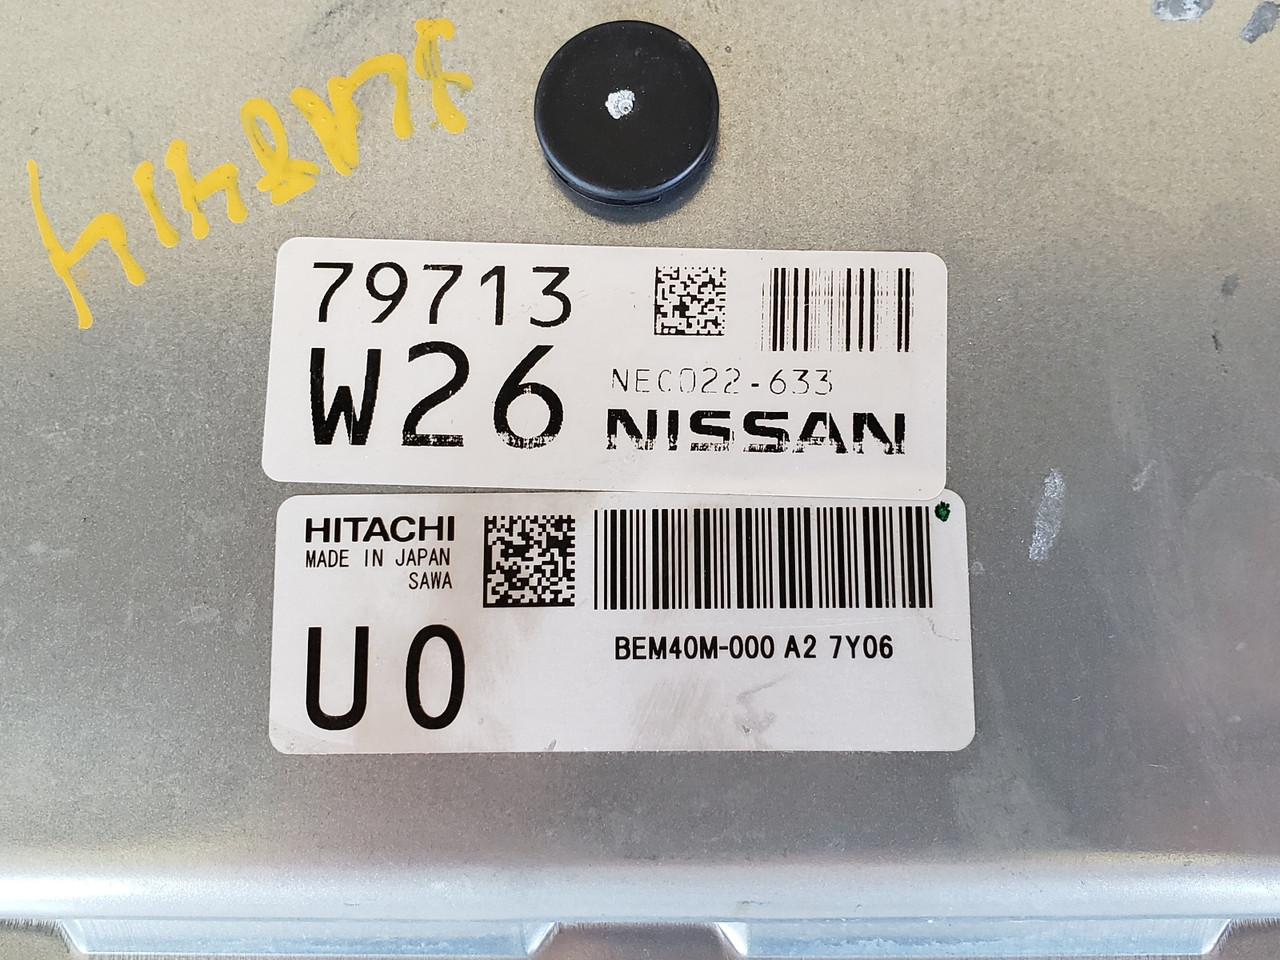 79713
W26
NEC022-633
NISSAN
HITACHI
MADE IN JAPAN
SAWA
U0
BEM40M-000 A2 7Y06